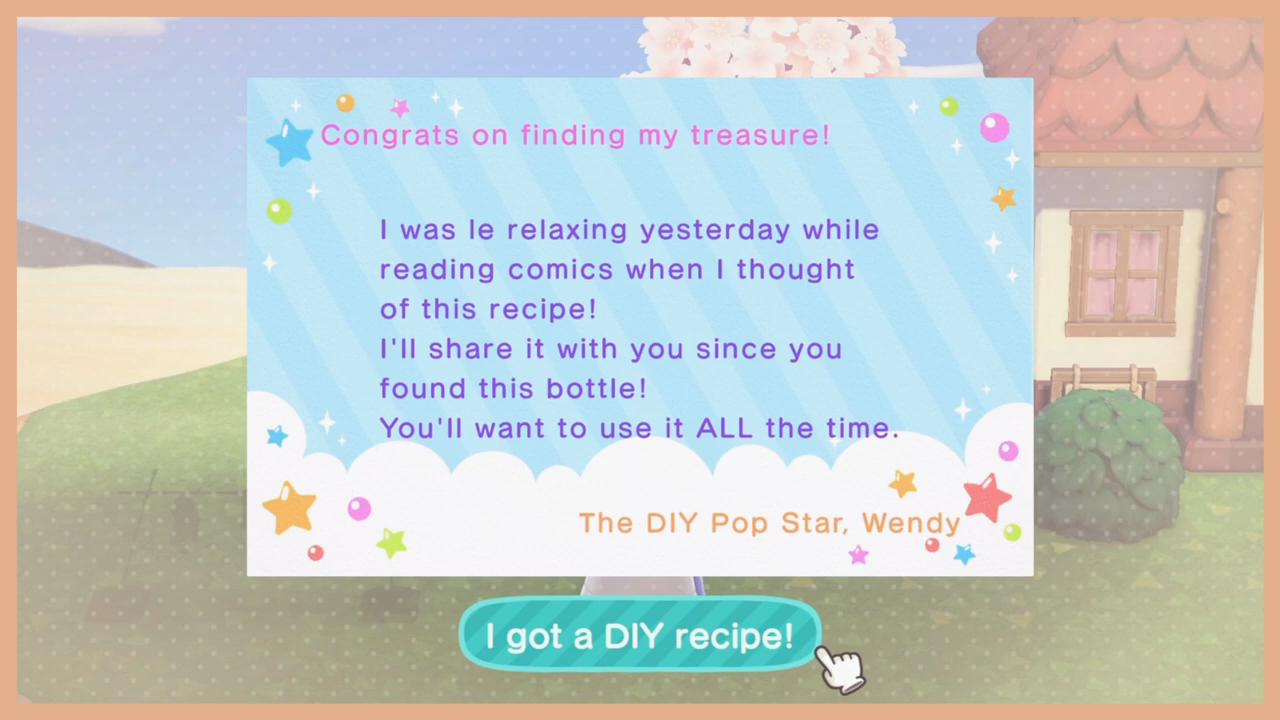 Congrats on finding my treasure!
I was le relaxing yesterday while
reading comics when I thought
of this recipe!
I'll share it with you since you
found this bottle!
You'll want to use it ALL the time.
The DIY Pop Star, Wendy
I got a DIY recipe!